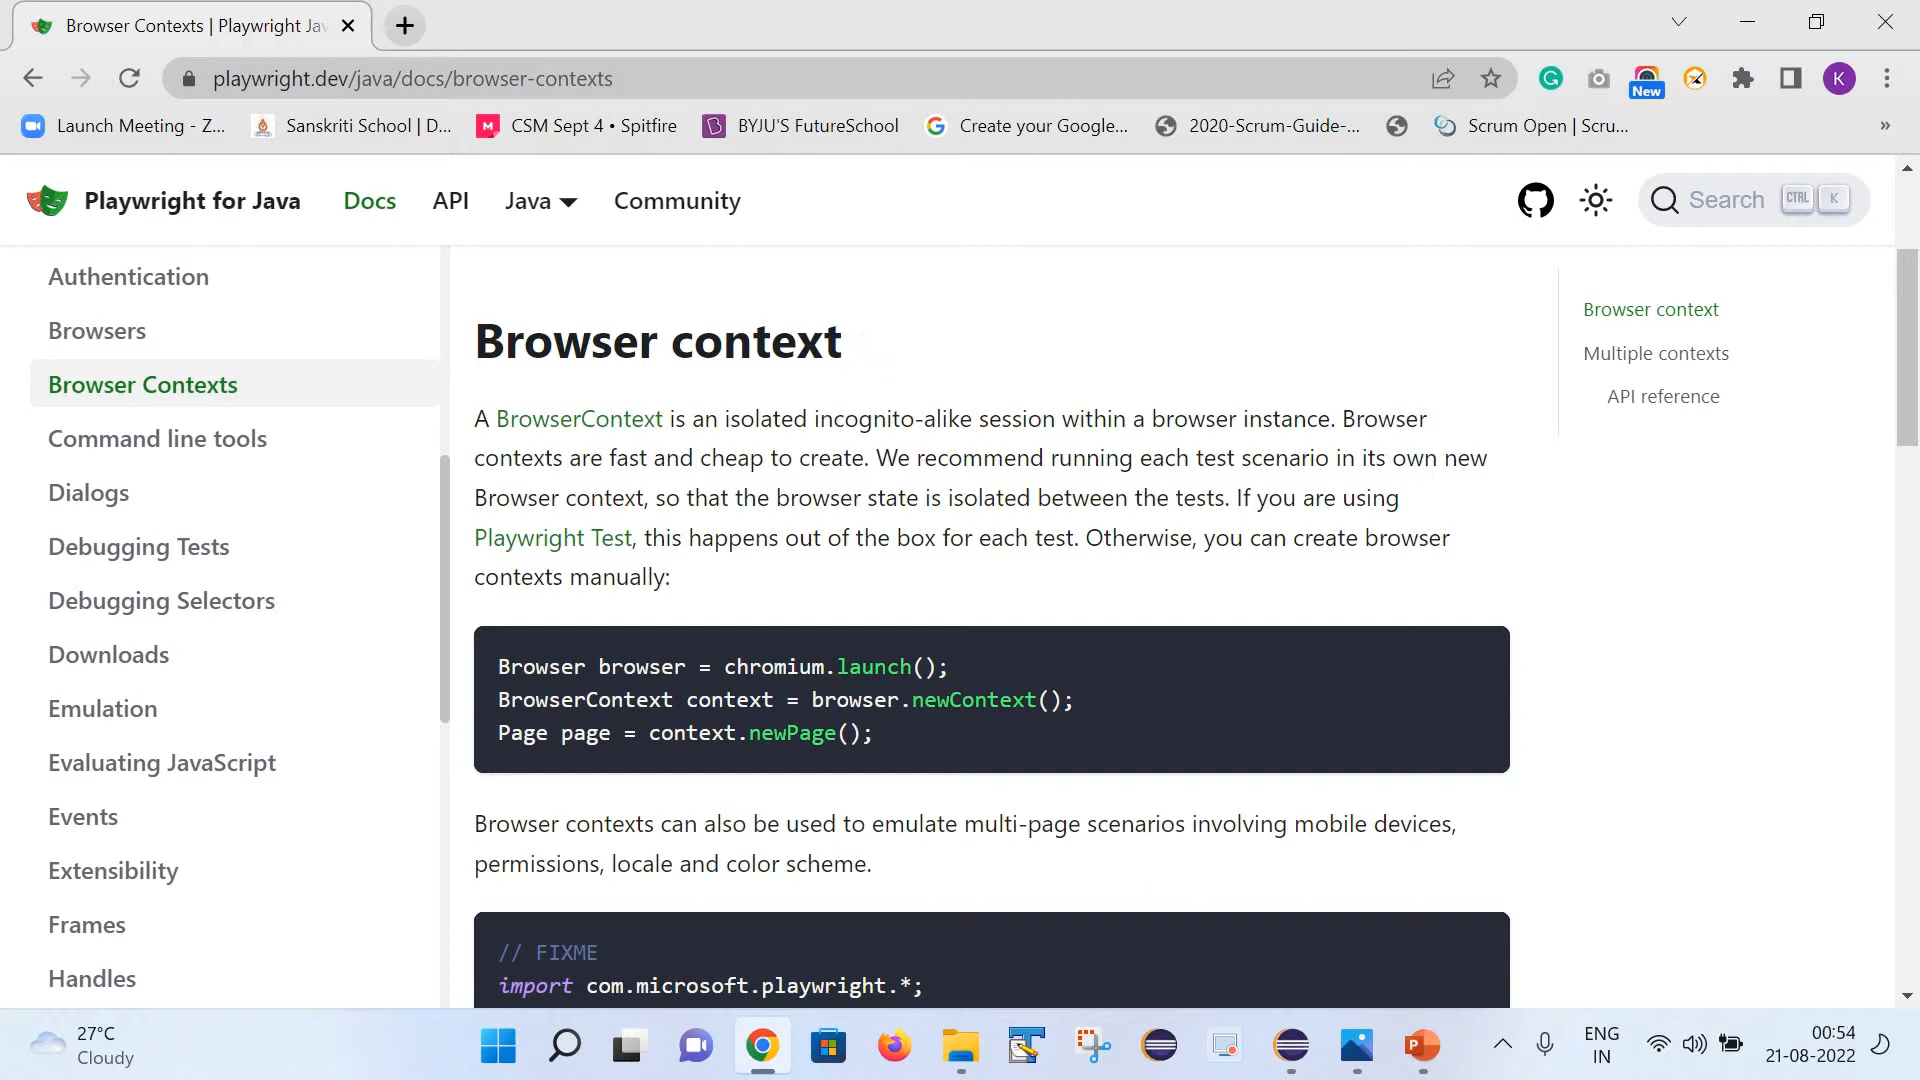 Browser Contexts | Playwright Jav
playwright.dev/java/docs/browser-contexts
New
K
Launch Meeting - Z...
Sanskriti School | D...
CSM Sept 4 • Spitfire
BYJU'S FutureSchool
Create your Google...
2020-Scrum-Guide-...
Scrum Open | Scru...
»
Playwright for Java
Docs
API
Java
Community
Search
CTRL
K
Authentication
Browsers
Browser Contexts
Command line tools
Dialogs
Debugging Tests
Debugging Selectors
Downloads
Emulation
Evaluating JavaScript
Events
Extensibility
Frames
Handles
Browser context
A BrowserContext is an isolated incognito-alike session within a browser instance. Browser
contexts are fast and cheap to create. We recommend running each test scenario in its own new
Browser context, so that the browser state is isolated between the tests. If you are using
Playwright Test, this happens out of the box for each test. Otherwise, you can create browser
contexts manually:
Browser browser = chromium.launch();
BrowserContext context = browser.newContext();
Page page = context.newPage();
Browser contexts can also be used to emulate multi-page scenarios involving mobile devices,
permissions, locale and color scheme.
// FIXME
import com.microsoft.playwright.*;
Browser context
Multiple contexts
API reference
27°C
Cloudy
ENG
IN
00:54
21-08-2022